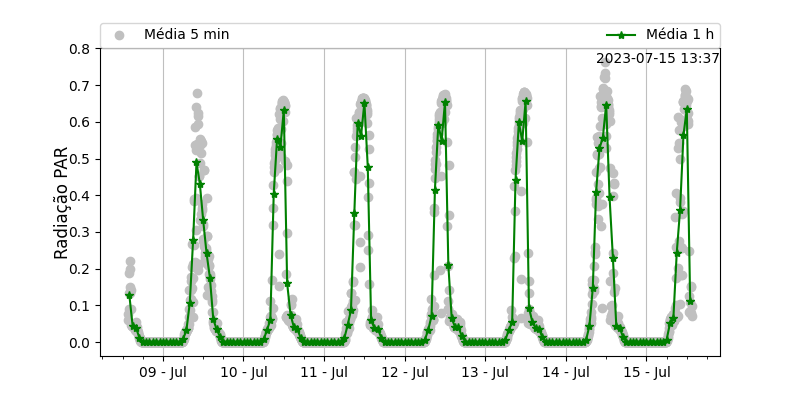 Média 5 min
Média 1 h
2023-07-15 13:37
Radiação PAR
0.8
0.7
0.6
0.5
0.4
0.3
0.2
0.1
0.0
09 - Jul
10 - Jul
11 - Jul
12 - Jul
13 - Jul
14 - Jul
15 - Jul